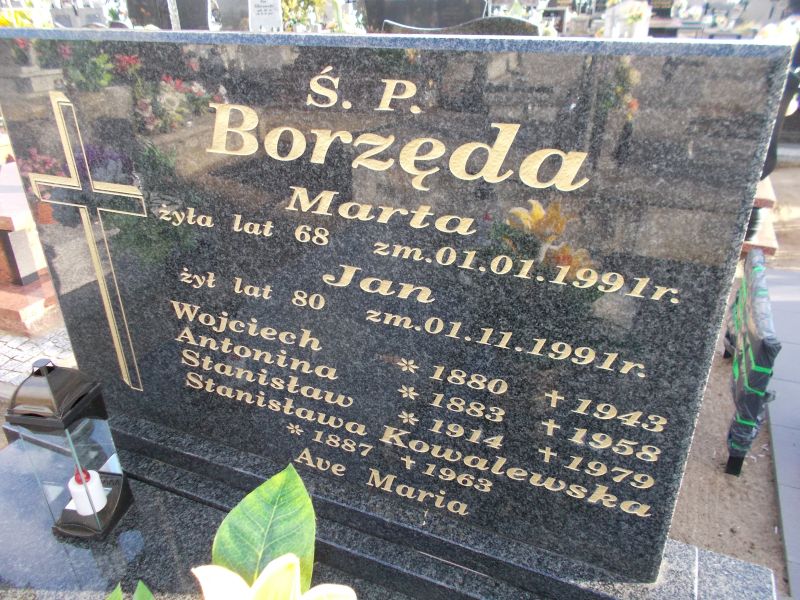 Ś. P.
Borzęda
Marta
żyła lat 68 zm.01.01.1991r.
Jan
żył lat 80 zm.01.11.1991r.
Wojciech * 1880 † 1943
Antonina * 1883 † 1958
Stanisław * 1914 † 1979
Stanisława Kowalewska
* 1887 † 1963
Ave Maria